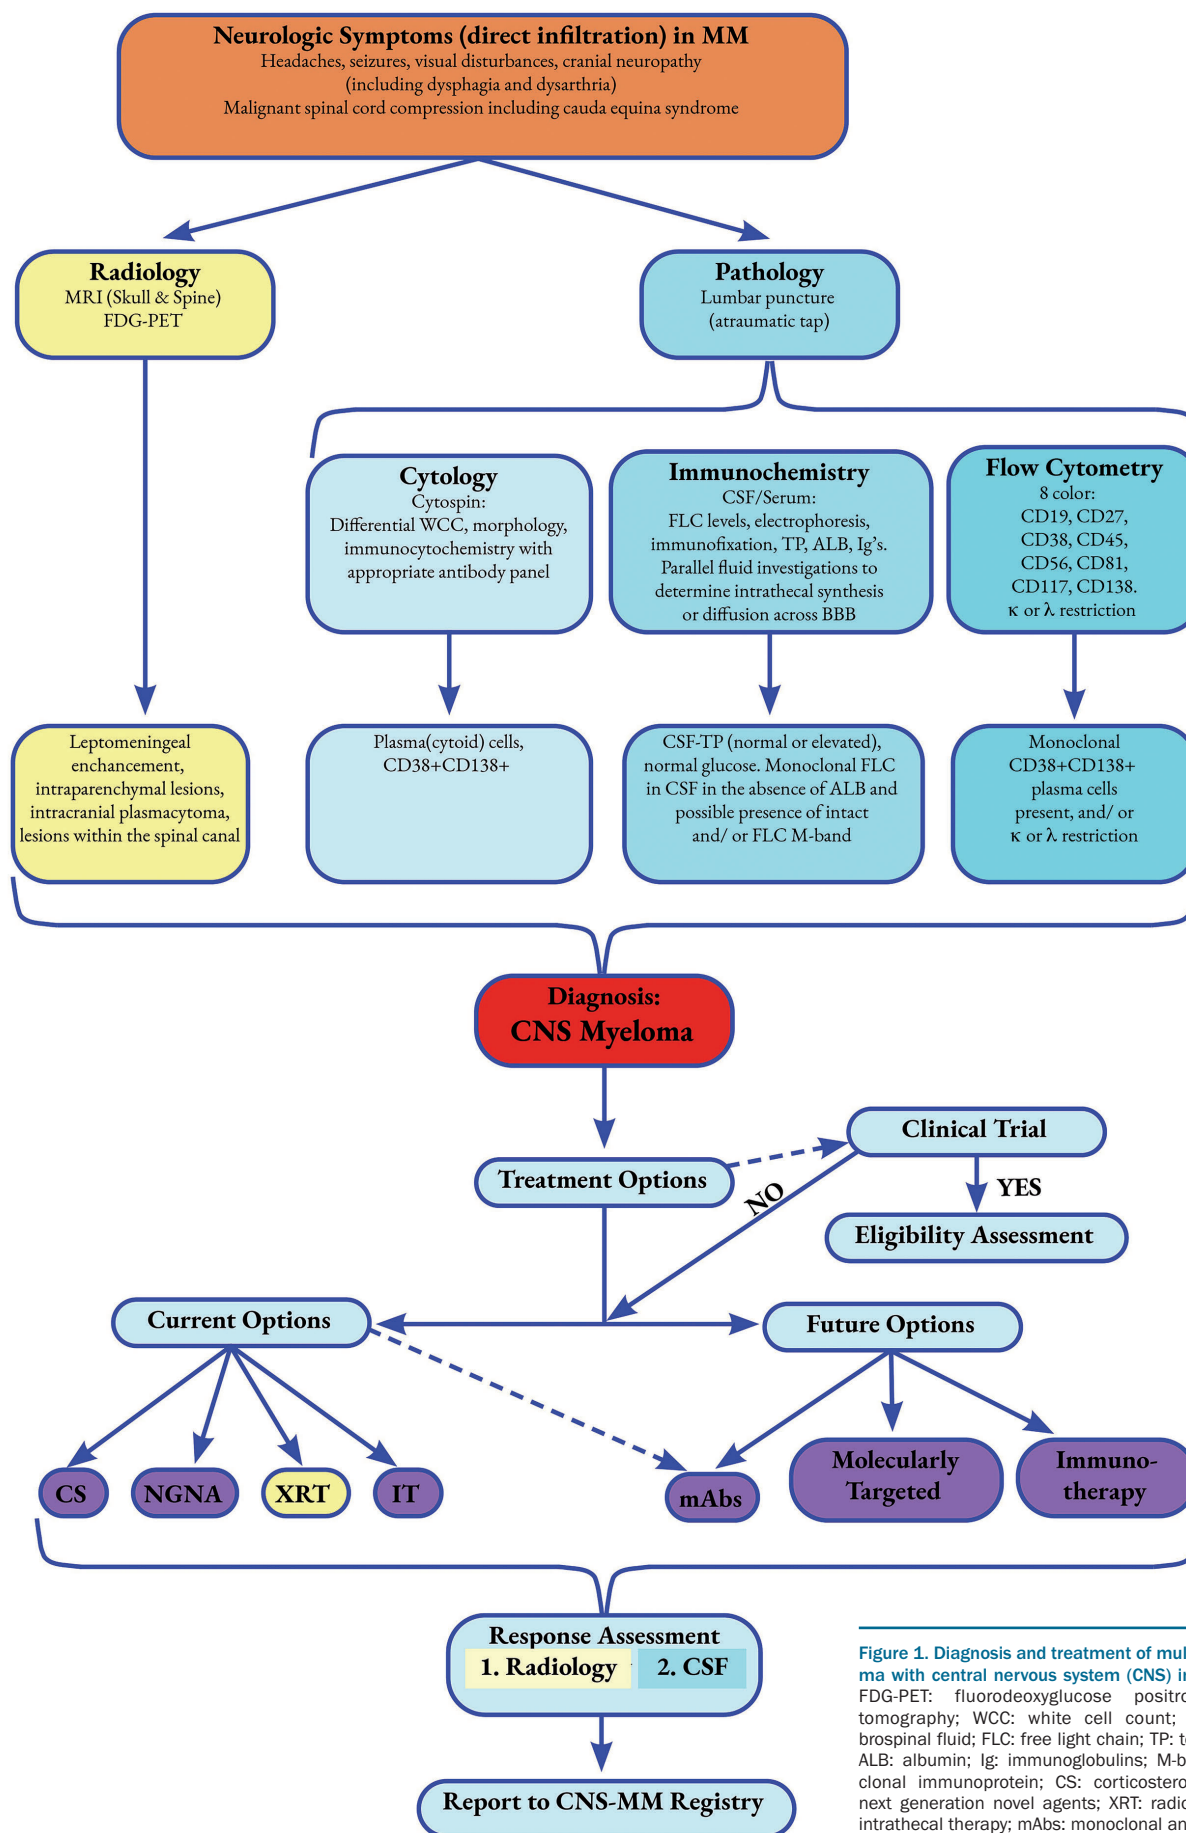 Neurologic Symptoms (direct infiltration) in MM
Headaches, seizures, visual disturbances, cranial neuropathy
(including dysphagia and dysarthria)
Malignant spinal cord compression including cauda equina syndrome
Radiology
MRI (Skull & Spine)
FDG-PET
Pathology
Lumbar puncture
(atraumatic tap)
Cytology
Cytospin:
Differential WCC, morphology,
immunocytochemistry with
appropriate antibody panel
Immunochemistry
CSF/Serum:
FLC levels, electrophoresis,
immunofixation, TP, ALB, Ig’s.
Parallel fluid investigations to
determine intrathecal synthesis
or diffusion across BBB
Flow Cytometry
8 color:
CD19, CD27,
CD38, CD45,
CD56, CD81,
CD117, CD138.
κ or λ restriction
Leptomeningeal
enchancement,
intraparenchymal lesions,
intracranial plasmacytoma,
lesions within the spinal canal
Plasma(cytoid) cells,
CD38+CD138+
CSF-TP (normal or elevated),
normal glucose. Monoclonal FLC
in CSF in the absence of ALB and
possible presence of intact
and/ or FLC M-band
Monoclonal
CD38+CD138+
plasma cells
present, and/ or
κ or λ restriction
Diagnosis:
CNS Myeloma
Treatment Options
Clinical Trial
YES
NO
Eligibility Assessment
Current Options
Future Options
CS
NGNA
XRT
IT
mAbs
Molecularly
Targeted
Immuno-
therapy
Response Assessment
1. Radiology
2. CSF
Report to CNS-MM Registry
Figure 1. Diagnosis and treatment of mul
ma with central nervous system (CNS) in
FDG-PET: fluorodeoxyglucose positro
tomography; WCC: white cell count;
brospinal fluid; FLC: free light chain; TP: t
ALB: albumin; Ig: immunoglobulins; M-b
clonal immunoprotein; CS: corticostero
next generation novel agents; XRT: radio
intrathecal therapy; mAbs: monoclonal an